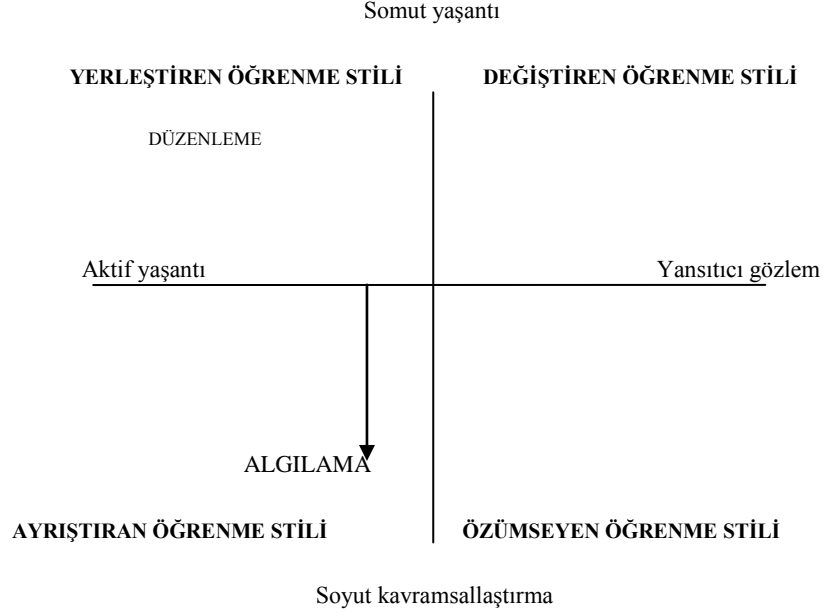 Somut yaşantı
YERLEŞTİREN ÖĞRENME STİLİ DEĞİŞTİREN ÖĞRENME STİLİ
DÜZENLEME
Aktif yaşantı Yansıtıcı gözlem
ALGILAMA
AYRIŞTIRAN ÖĞRENME STİLİ ÖZÜMSEYEN ÖĞRENME STİLİ
Soyut kavramsallaştırma